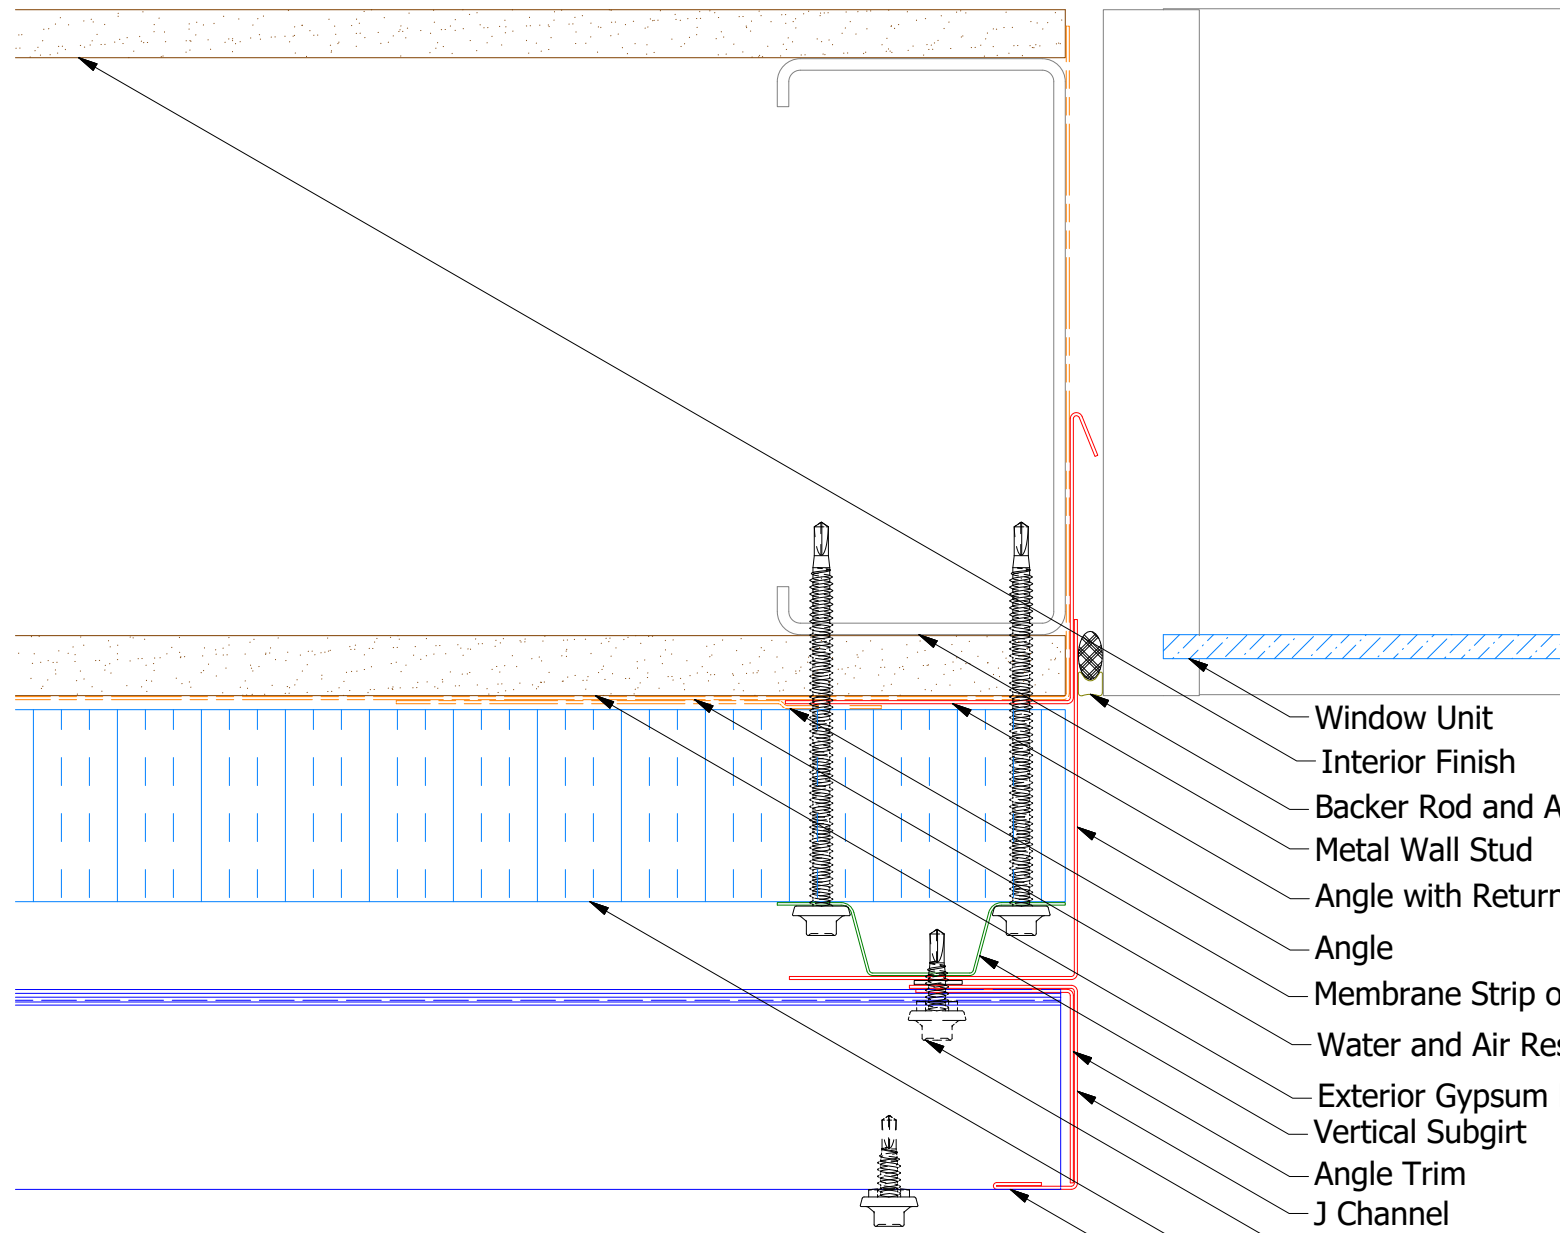 Window Unit
Interior Finish
Backer Rod and
Metal Wall Stud
Angle with Return
Angle
Membrane Strip
Water and Air
Exterior Gypsum
Vertical Subgirt
Angle Trim
J Channel